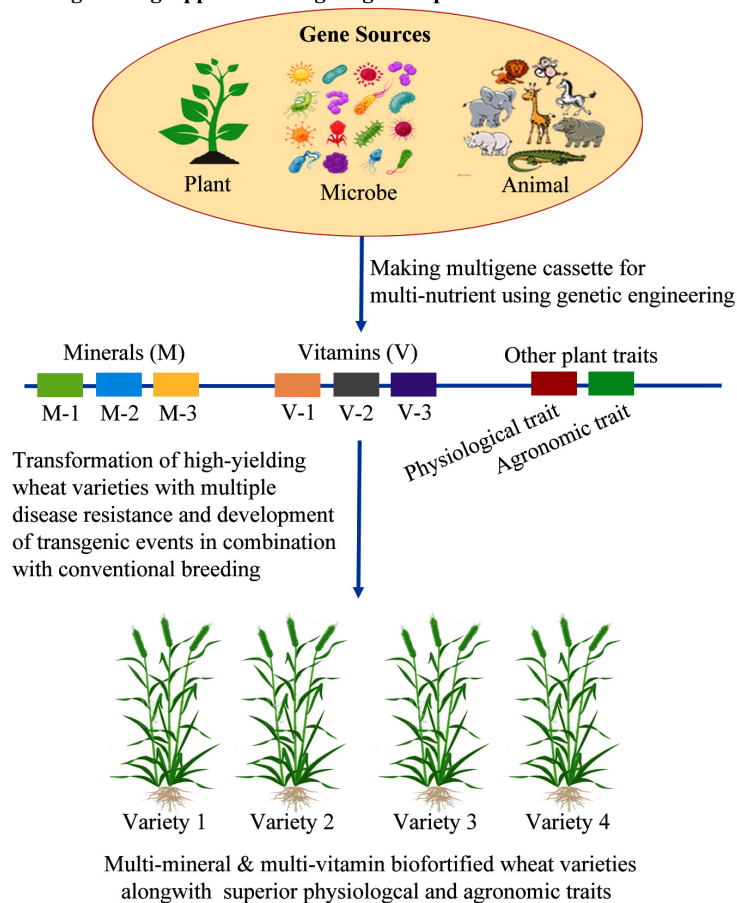 Gene Sources
Plant
Microbe
Animal
Making multigene cassette for
multi-nutrient using genetic engineering
Minerals (M)
Vitamins (V)
Other plant traits
M-1 M-2 M-3 V-1 V-2 V-3
Physiological trait
Agronomic trait
Transformation of high-yielding
wheat varieties with multiple
disease resistance and development
of transgenic events in combination
with conventional breeding
Variety 1 Variety 2 Variety 3 Variety 4
Multi-mineral & multi-vitamin biofortified wheat varieties
alongwith superior physiologcal and agronomic traits